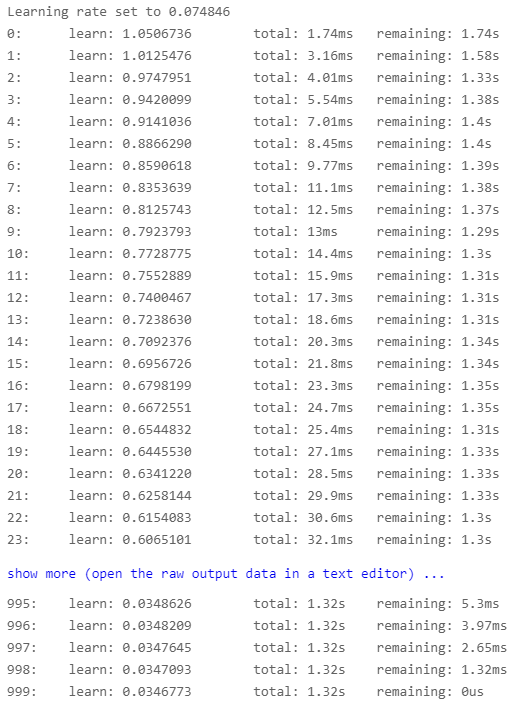 Learning rate set to 0.074846
0: learn: 1.0506736 total: 1.74ms remaining: 1.74s
1: learn: 1.0125476 total: 3.16ms remaining: 1.58s
2: learn: 0.9747951 total: 4.01ms remaining: 1.33s
3: learn: 0.9420099 total: 5.54ms remaining: 1.38s
4: learn: 0.9141036 total: 7.01ms remaining: 1.4s
5: learn: 0.8866290 total: 8.45ms remaining: 1.4s
6: learn: 0.8590618 total: 9.77ms remaining: 1.39s
7: learn: 0.8353639 total: 11.1ms remaining: 1.38s
8: learn: 0.8125743 total: 12.5ms remaining: 1.37s
9: learn: 0.7923793 total: 13ms remaining: 1.29s
10: learn: 0.7728775 total: 14.4ms remaining: 1.3s
11: learn: 0.7552889 total: 15.9ms remaining: 1.31s
12: learn: 0.7400467 total: 17.3ms remaining: 1.31s
13: learn: 0.7238630 total: 18.6ms remaining: 1.31s
14: learn: 0.7092376 total: 20.3ms remaining: 1.34s
15: learn: 0.6956726 total: 21.8ms remaining: 1.34s
16: learn: 0.6798199 total: 23.3ms remaining: 1.35s
17: learn: 0.6672551 total: 24.7ms remaining: 1.35s
18: learn: 0.6544832 total: 25.4ms remaining: 1.31s
19: learn: 0.6445530 total: 27.1ms remaining: 1.33s
20: learn: 0.6341220 total: 28.5ms remaining: 1.33s
21: learn: 0.6258144 total: 29.9ms remaining: 1.33s
22: learn: 0.6154083 total: 30.6ms remaining: 1.3s
23: learn: 0.6065101 total: 32.1ms remaining: 1.3s
show more (open the raw output data in a text editor) ...
995: learn: 0.0348626 total: 1.32s remaining: 5.3ms
996: learn: 0.0348209 total: 1.32s remaining: 3.97ms
997: learn: 0.0347645 total: 1.32s remaining: 2.65ms
998: learn: 0.0347093 total: 1.32s remaining: 1.32ms
999: learn: 0.0346773 total: 1.32s remaining: 0us